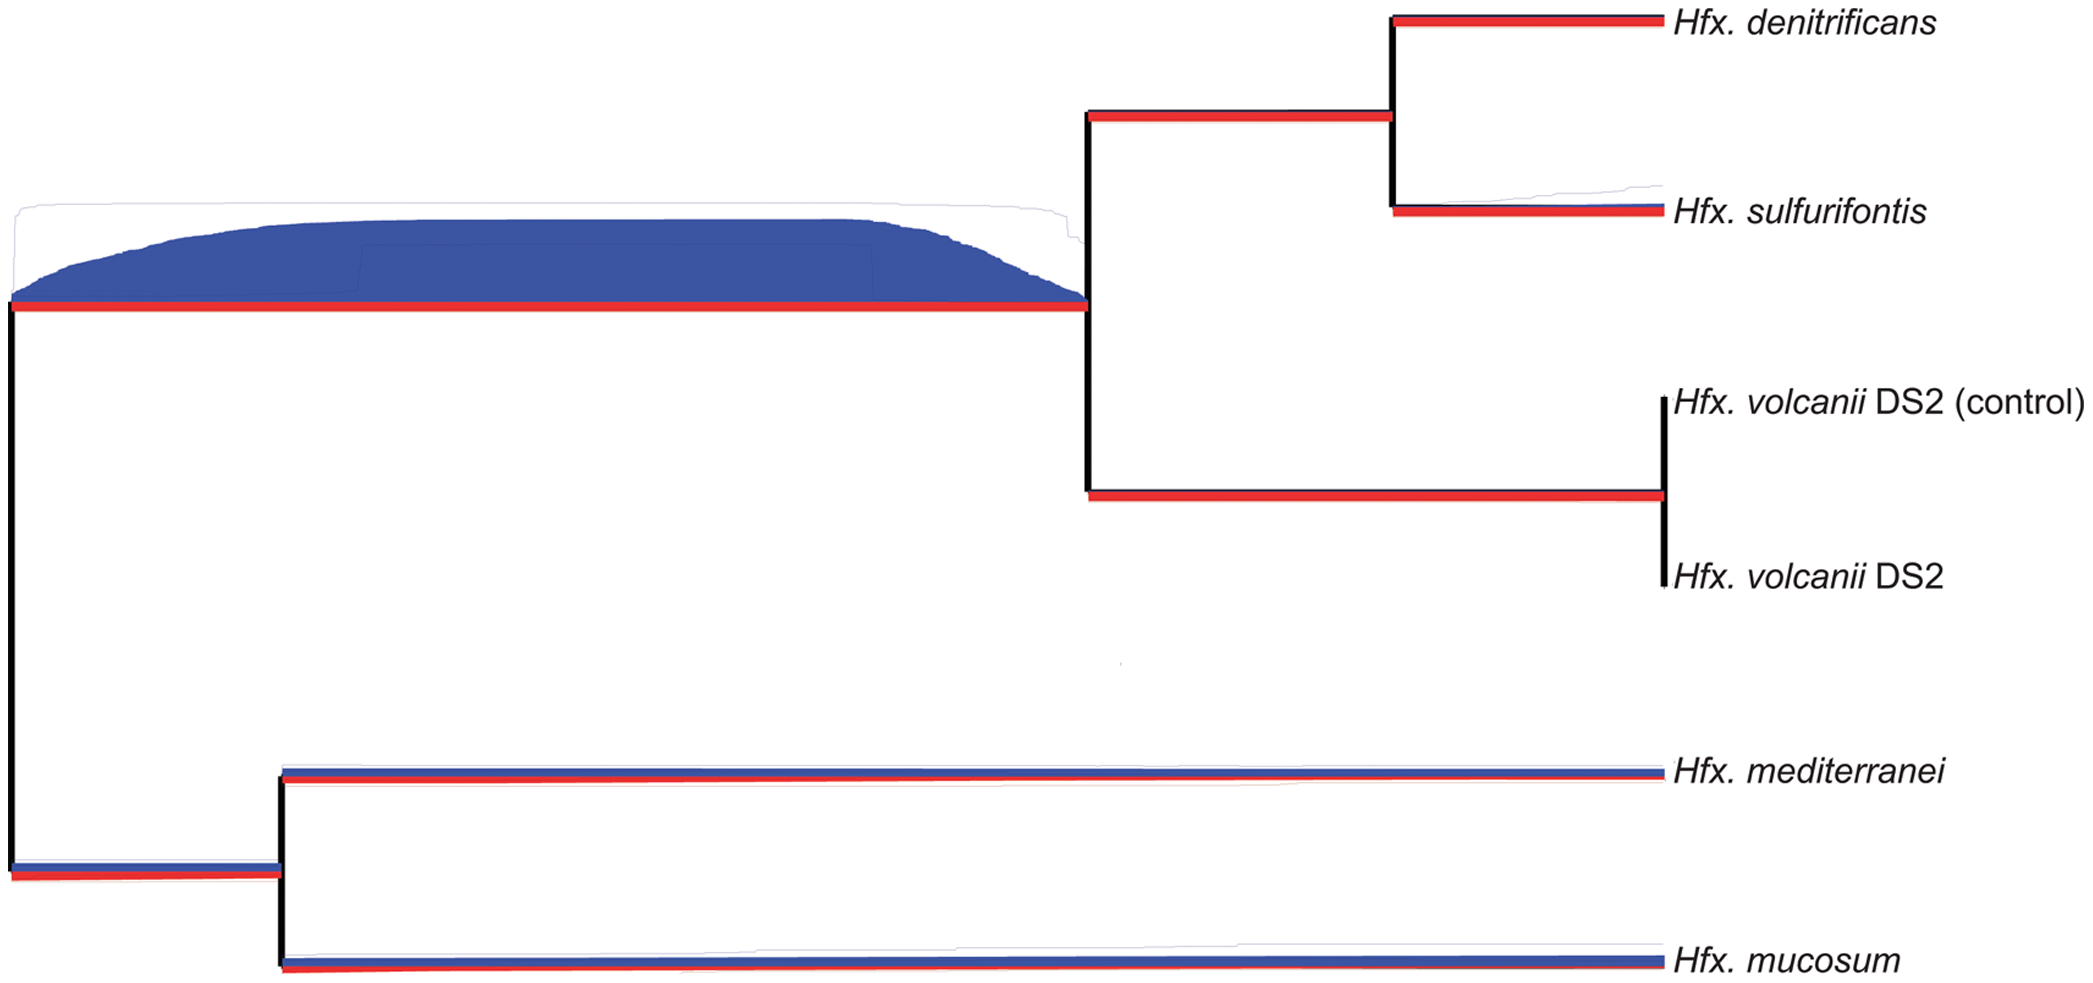 Hfx. denitrificans
Hfx. sulfurifontis
Hfx. volcanii DS2 (control)
Hfx. volcanii DS2
Hfx. mediterranei
Hfx. mucosum